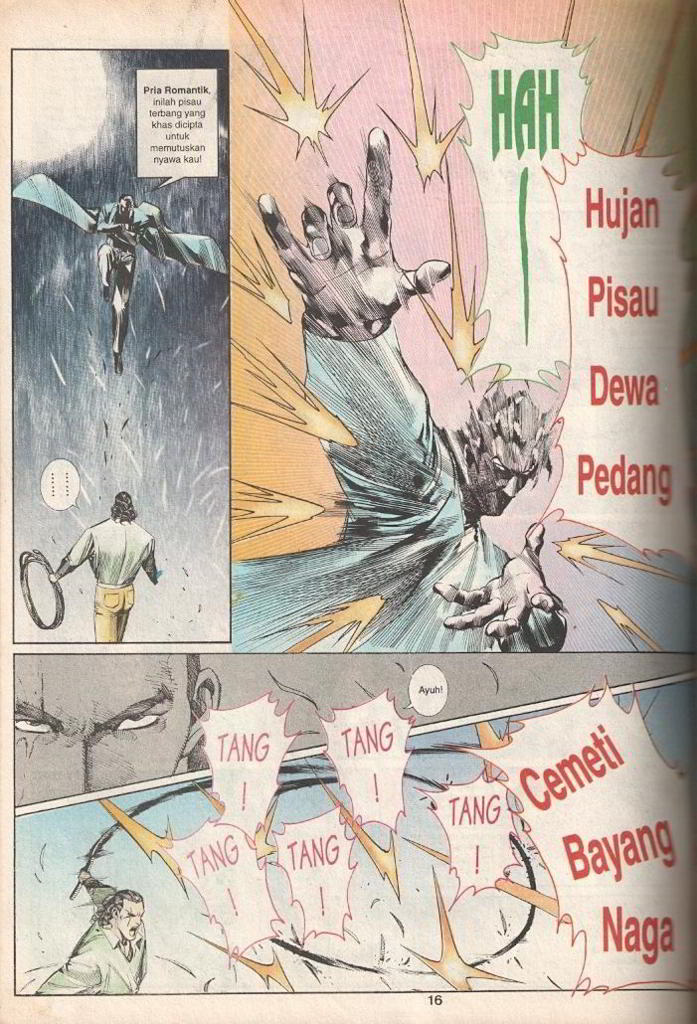 Pria Romantik,
inilah pisau
terbang yang
khas dicipta
untuk
memutuskan
nyawa kau!
HAH
!
Hujan
Pisau
Dewa
Pedang
......
Ayuh!
TANG
!
TANG
!
TANG
!
TANG
!
TANG
!
Cemeti
Bayang
Naga
16